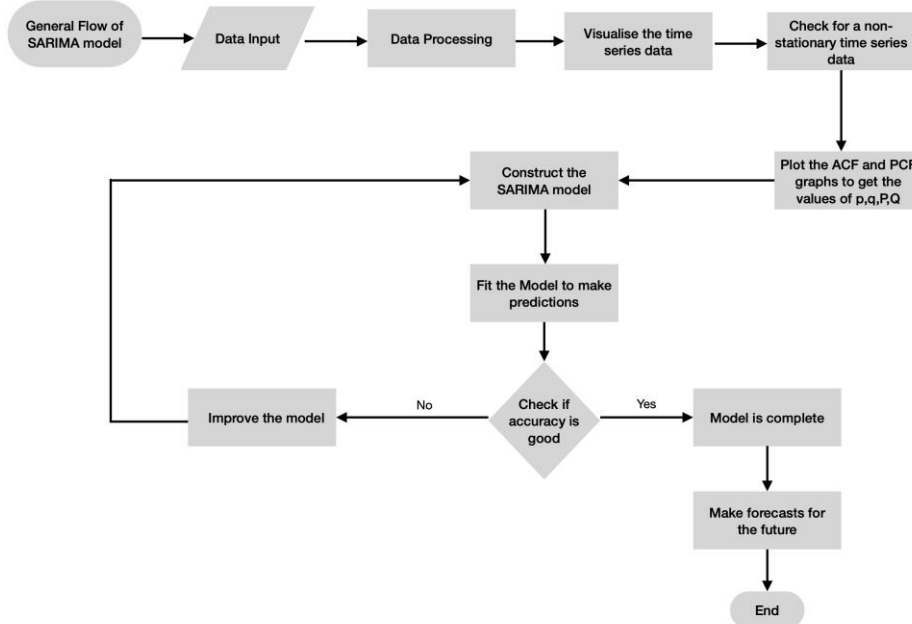 General Flow of
SARIMA model
Data Input
Data Processing
Visualise the time
series data
Check for a non-
stationary time series
data
Plot the ACF and PCF
graphs to get the
values of p,q,P,Q
Construct the
SARIMA model
Fit the Model to make
predictions
Check if
accuracy is
good
No
Yes
Improve the model
Model is complete
Make forecasts for
the future
End